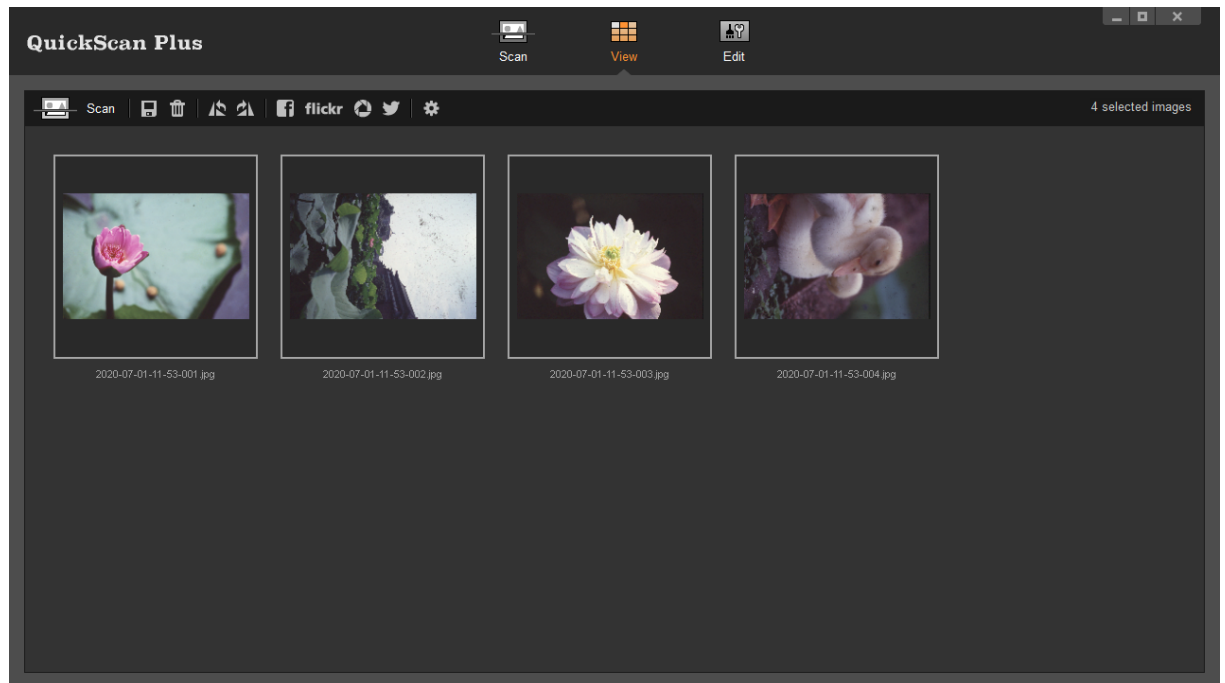 QuickScan Plus
Scan
View
Edit
Scan
flickr
4 selected images
2020-07-01-11-53-001.jpg
2020-07-01-11-53-002.jpg
2020-07-01-11-53-003.jpg
2020-07-01-11-53-004.jpg